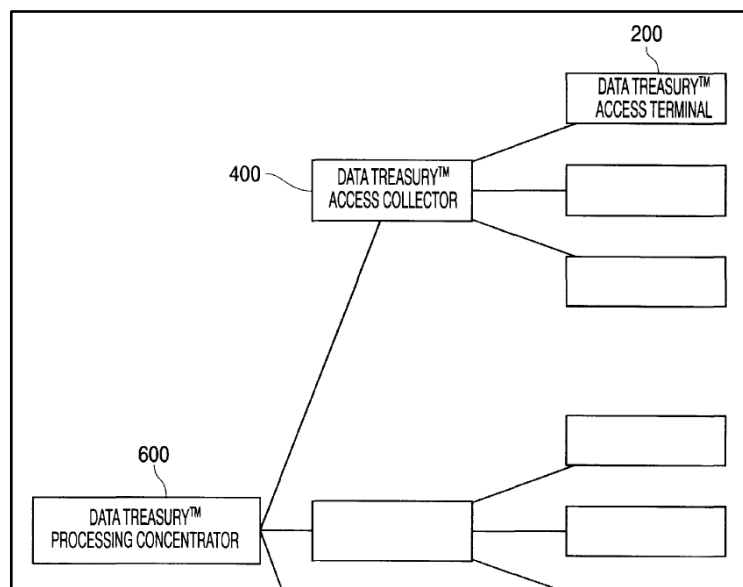 200
DATA TREASURY™
ACCESS TERMINAL
400
DATA TREASURY™
ACCESS COLLECTOR
600
DATA TREASURY™
PROCESSING CONCENTRATOR